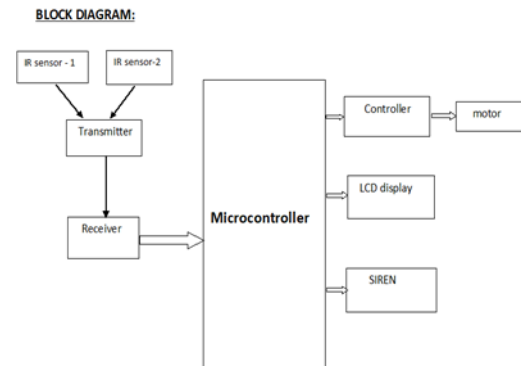 BLOCK DIAGRAM:
IR sensor - 1
IR sensor-2
Transmitter
Receiver
Microcontroller
Controller
motor
LCD display
SIREN